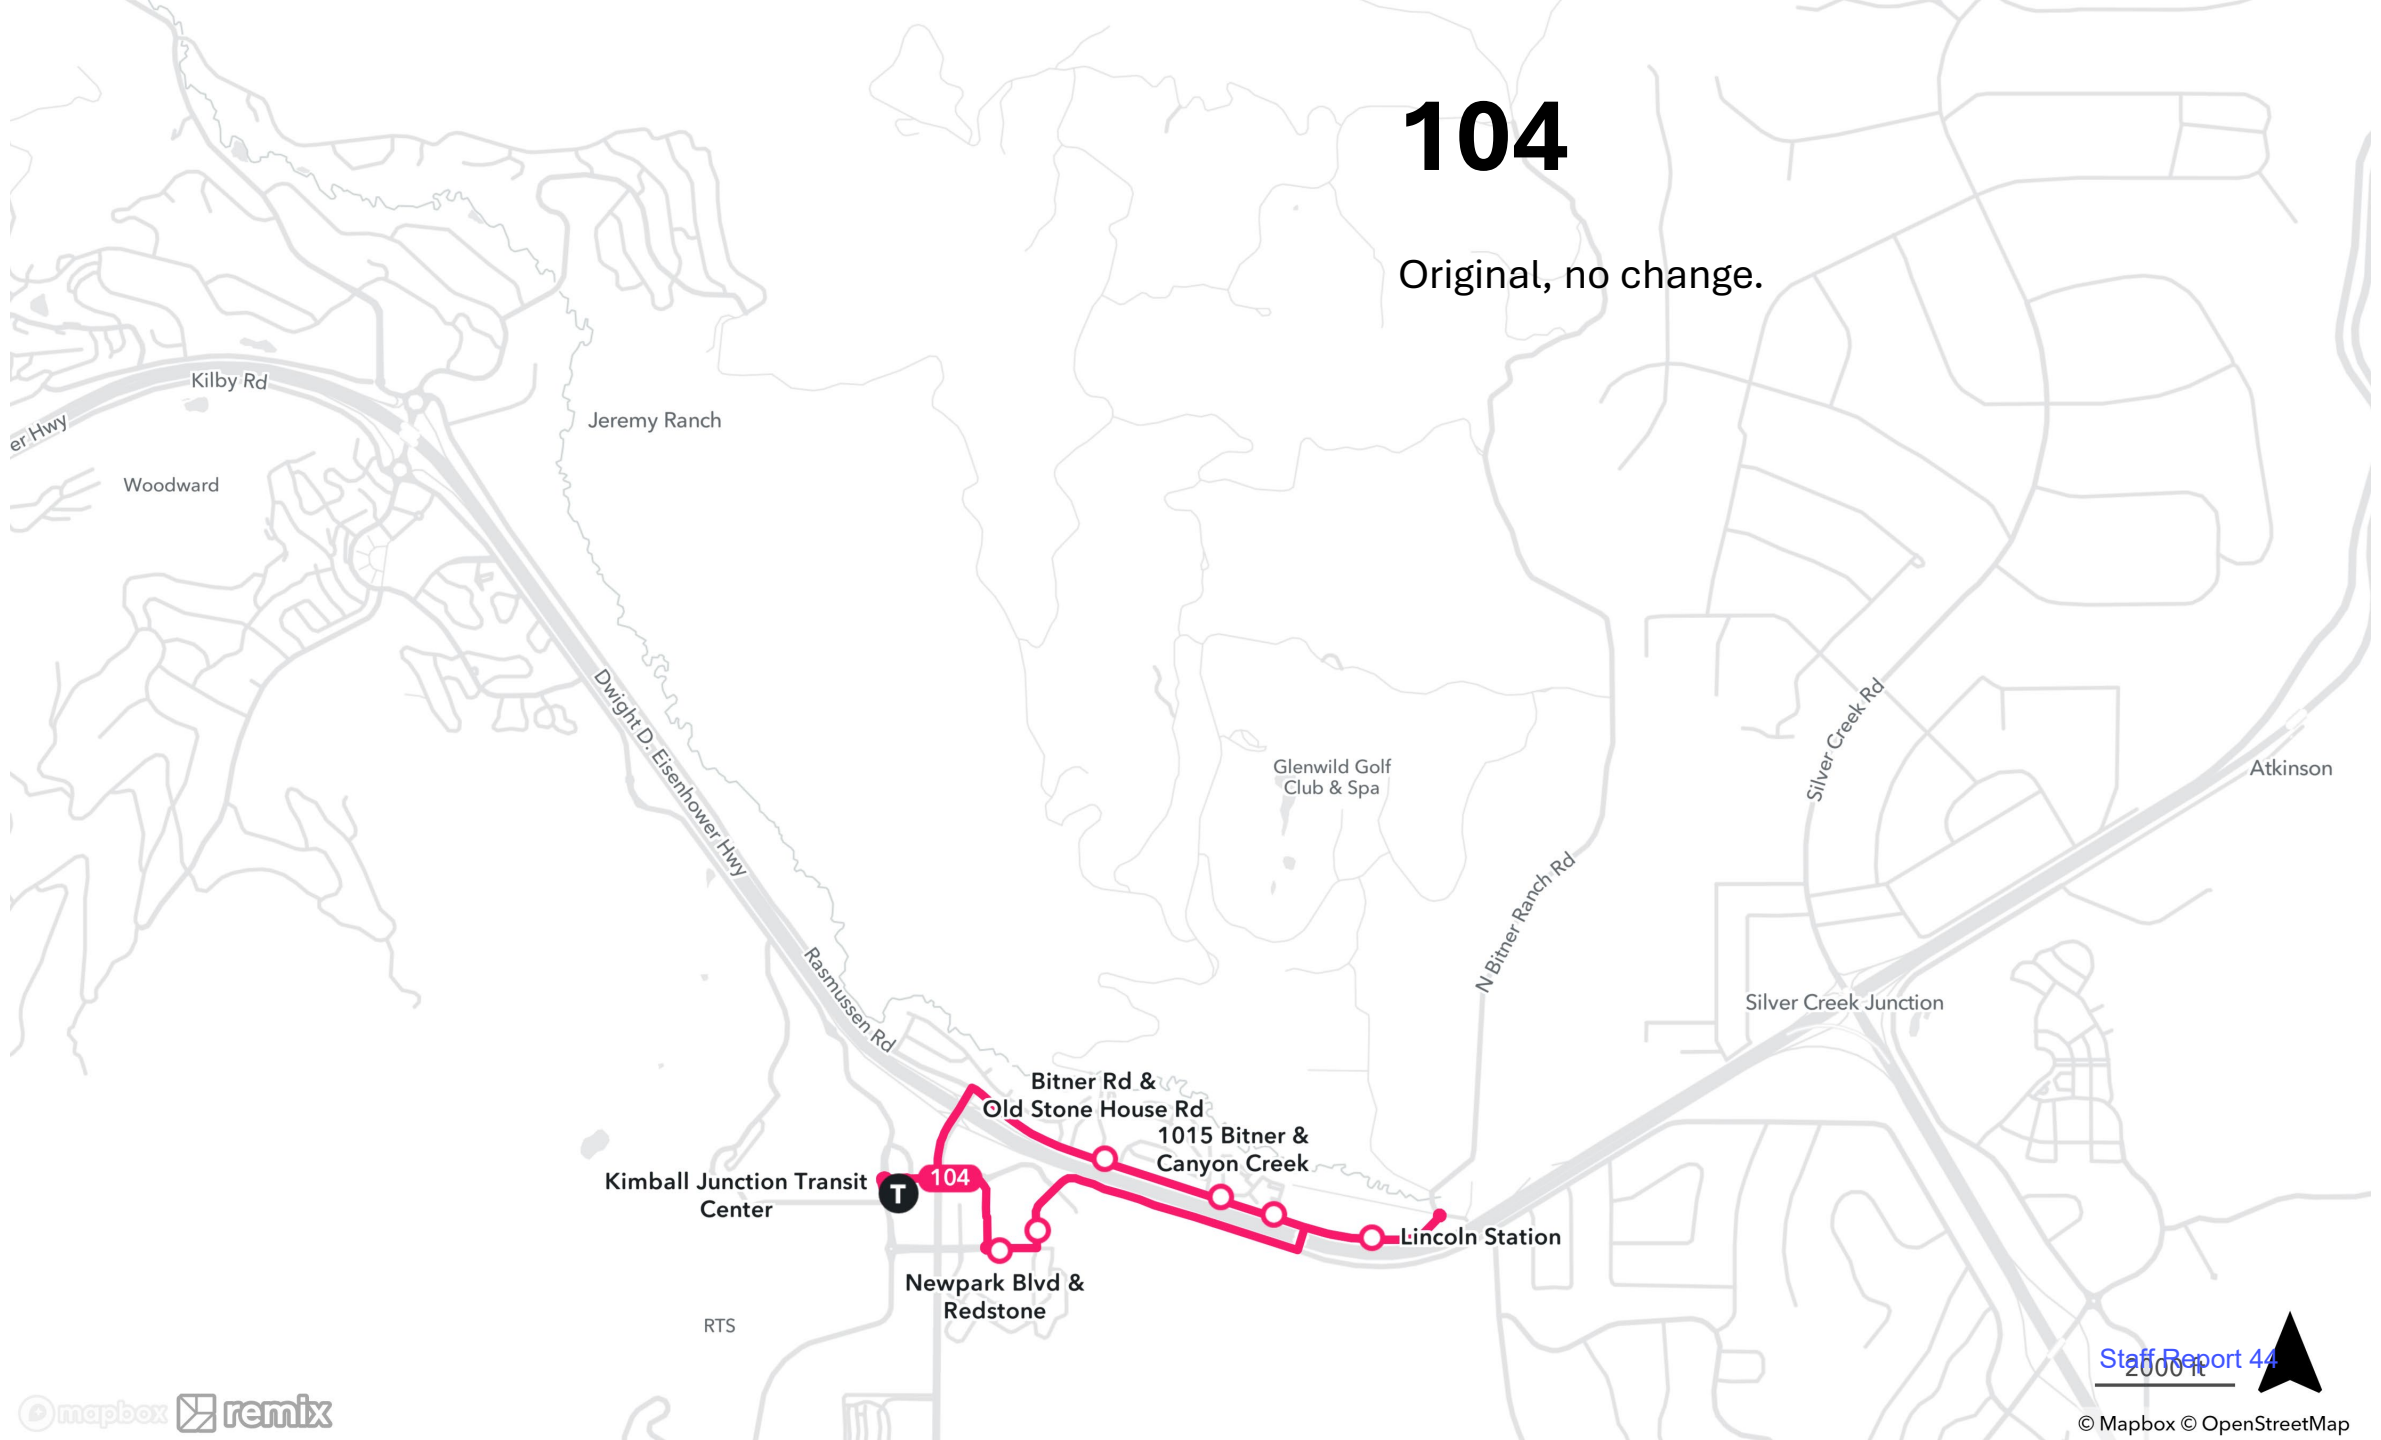 104
Original, no change.
Kilby Rd
er Hwy
Jeremy Ranch
Woodward
Dwight D. Eisenhower Hwy
Glenwild Golf
Club & Spa
Silver Creek Rd
Atkinson
N Bitner Ranch Rd
Rasmussen Rd
Silver Creek Junction
Bitner Rd &
Old Stone House Rd
1015 Bitner &
Canyon Creek
Kimball Junction Transit
Center
T
104
Lincoln Station
Newpark Blvd &
Redstone
RTS
Staff Report 44
2000 ft
mapbox
remix
© Mapbox © OpenStreetMap